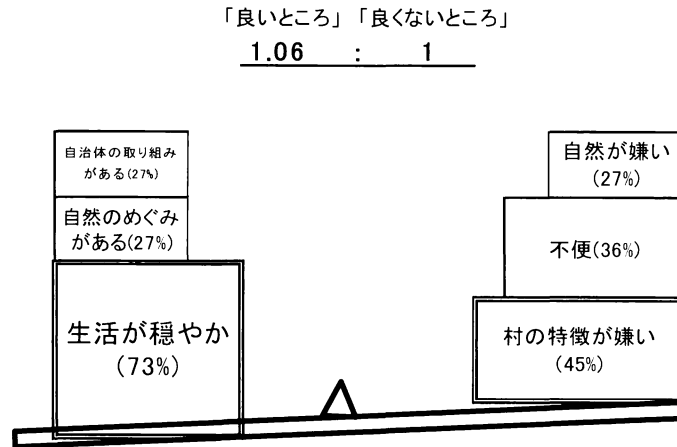 「良いところ」「良くないところ」
1.06 : 1
自治体の取り組み
がある(27%)
自然のめぐみ
がある(27%)
生活が穏やか
(73%)
自然が嫌い
(27%)
不便(36%)
村の特徴が嫌い
(45%)